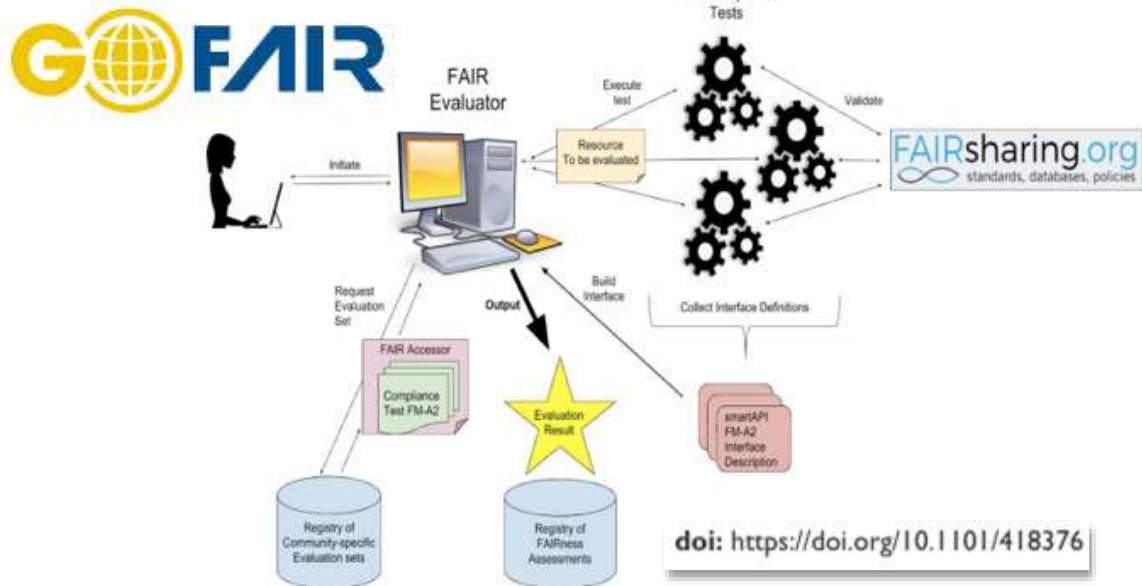 GO FAIR
Tests
FAIR
Evaluator
Execute
test
Validate
Resource
To be evaluated
FAIRsharing.org
standards, databases, policies
Initiate
Request
Evaluation
Set
Output
Build
Interface
Collect Interface Definitions
FAIR Accessor
Compliance
Test FM-A2
Evaluation
Result
smartAPI
FM-A2
Interface
Description
Registry of
Community-specific
Evaluation sets
Registry of
FAIRness
Assessments
doi: https://doi.org/10.1101/418376